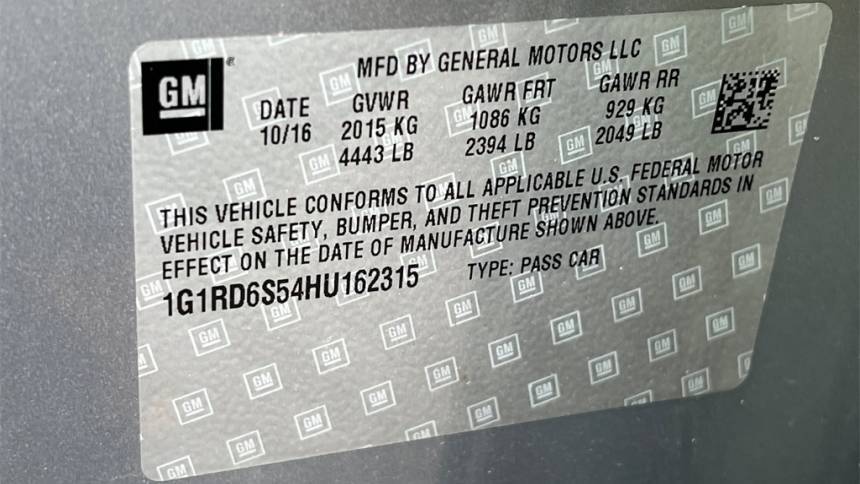 GM
MFD BY GENERAL MOTORS LLC
DATE GVWR GAWR FRT GAWR RR
10/16 2015 KG 1086 KG 929 KG
4443 LB 2394 LB 2049 LB
THIS VEHICLE CONFORMS TO ALL APPLICABLE U.S. FEDERAL MOTOR
VEHICLE SAFETY, BUMPER, AND THEFT PREVENTION STANDARDS IN
EFFECT ON THE DATE OF MANUFACTURE SHOWN ABOVE.
1G1RD6S54HU162315 TYPE: PASS CAR